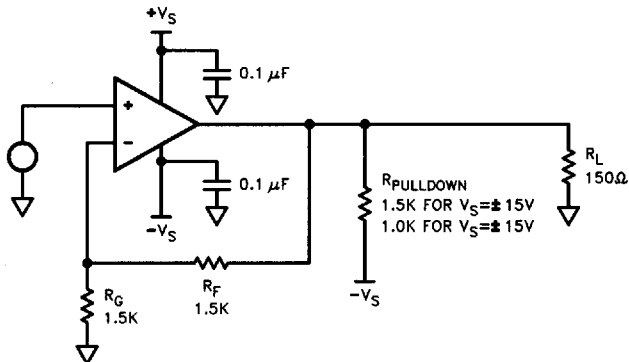 +V_S
0.1 μF
+
-
0.1 μF
-V_S
R_PULLDOWN
1.5K FOR V_S=±15V
1.0K FOR V_S=±15V
R_L
150Ω
-V_S
R_F
1.5K
R_G
1.5K